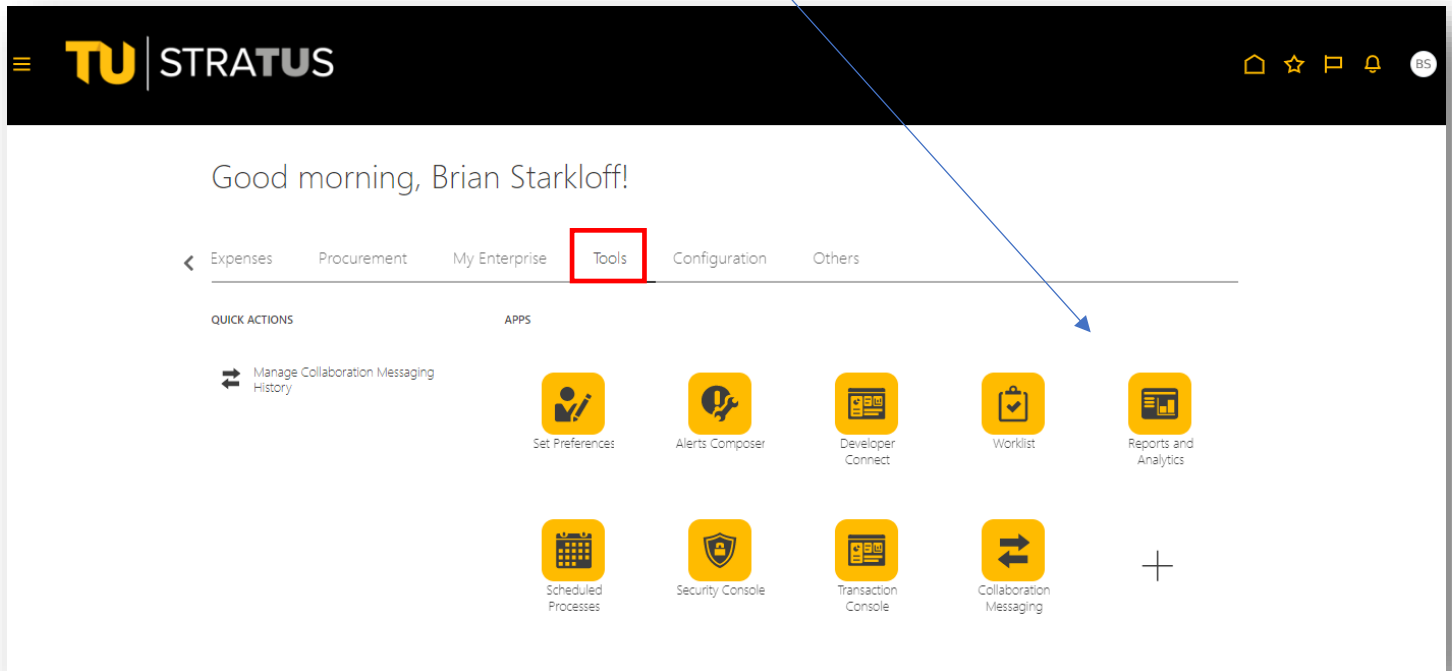 TU STRATUS
BS
Good morning, Brian Starkloff!
Expenses Procurement My Enterprise Tools Configuration Others
QUICK ACTIONS
APPS
Manage Collaboration Messaging
History
Set Preferences
Alerts Composer
Developer
Connect
Worklist
Reports and
Analytics
Scheduled
Processes
Security Console
Transaction
Console
Collaboration
Messaging